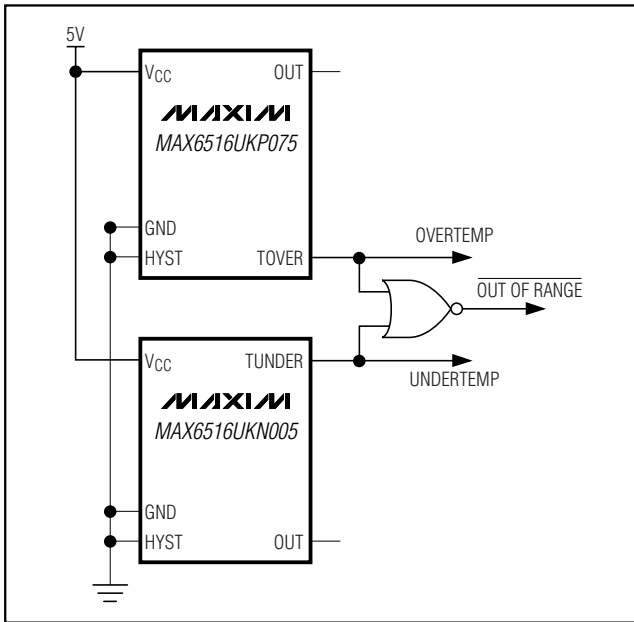 5V
VCC
OUT
MAXIM
MAX6516UKP075
GND
HYST
TOVER
OVERTEMP
OUT OF RANGE
VCC
TUNDER
UNDERTEMP
MAXIM
MAX6516UKN005
GND
HYST
OUT